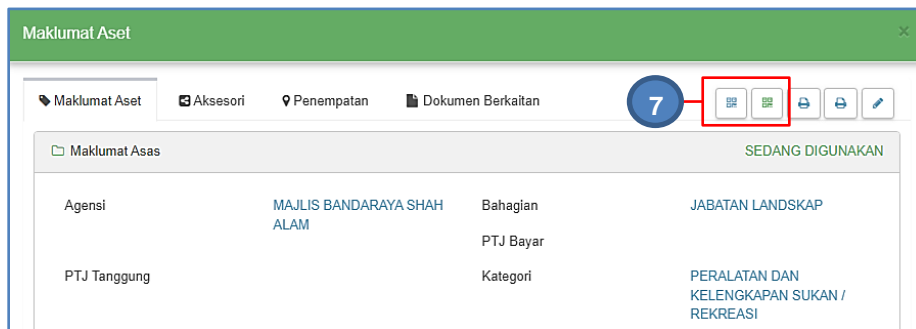 Maklumat Aset
Maklumat Aset Aksesori Penempatan Dokumen Berkaitan 7
Maklumat Asas SEDANG DIGUNAKAN
Agensi MAJLIS BANDARAYA SHAH ALAM Bahagian JABATAN LANDSKAP
PTJ Bayar
PTJ Tanggung Kategori PERALATAN DAN
KELENGKAPAN SUKAN /
REKREASI